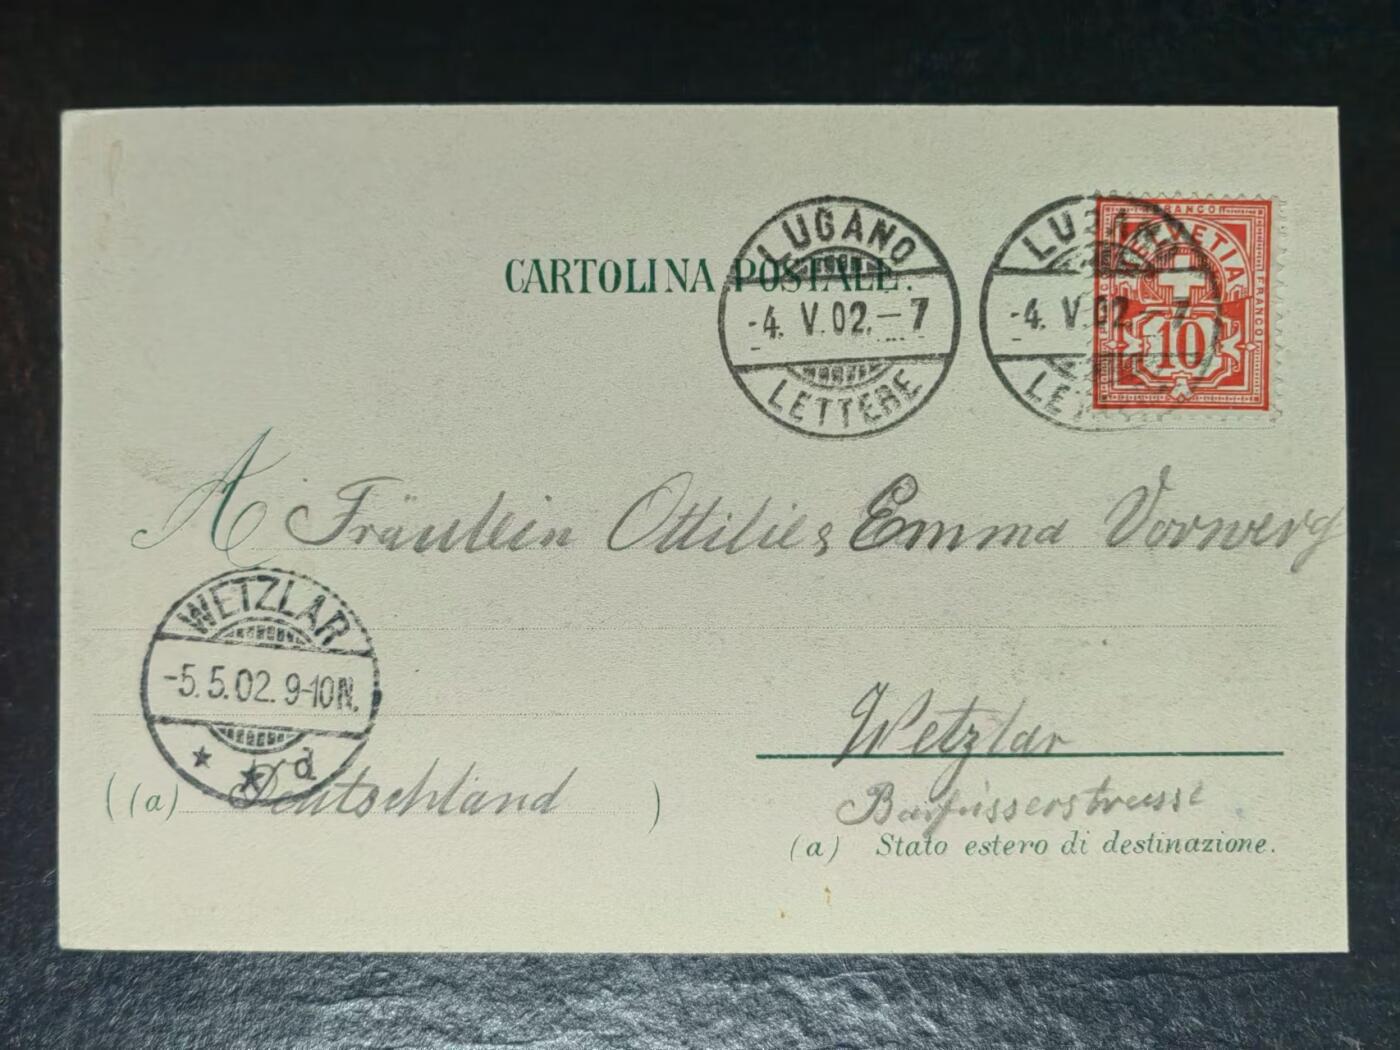 CARTOLINA POSTALE.
LUGANO
-4. V. 02.-7
LETTERE
LUGANO
-4. V. 02.-7
LETTERE
FRANCO
FRANCO
HELVETIA
10
A Fräulein Ottilie & Emma Vorwerg
WETZLAR
-5.5.02. 9-10N.
d
Wetzlar
((a) Deutschland )
Barfüsserstrasse
(a) Stato estero di destinazione.